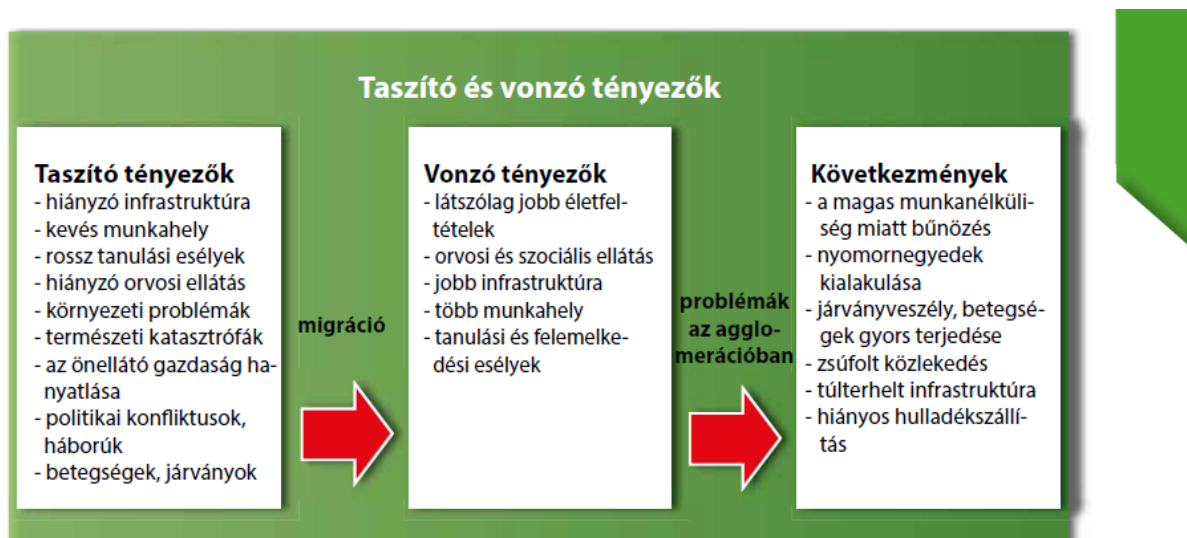 Taszító és vonzó tényezők
Taszító tényezők
- hiányzó infrastruktúra
- kevés munkahely
- rossz tanulási esélyek
- hiányzó orvosi ellátás
- környezeti problémák
- természeti katasztrófák
- az önellátó gazdaság ha-
nyatlása
- politikai konfliktusok,
háborúk
- betegségek, járványok
migráció
Vonzó tényezők
- látszólag jobb életfel-
tételek
- orvosi és szociális ellátás
- jobb infrastruktúra
- több munkahely
- tanulási és felemelke-
dési esélyek
problémák
az agglo-
merációban
Következmények
- a magas munkanélküli-
ség miatt bűnözés
- nyomornegyedek
kialakulása
- járványveszély, betegsé-
gek gyors terjedése
- zsúfolt közlekedés
- túlterhelt infrastruktúra
- hiányos hulladékszállí-
tás